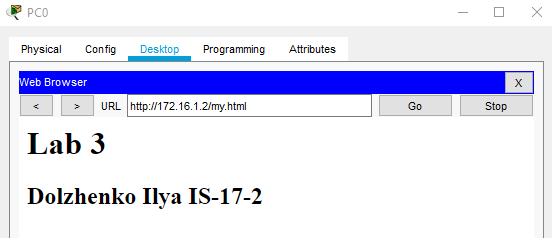 PC0
Physical Config Desktop Programming Attributes
Web Browser X
< > URL http://172.16.1.2/my.html Go Stop
Lab 3
Dolzhenko Ilya IS-17-2